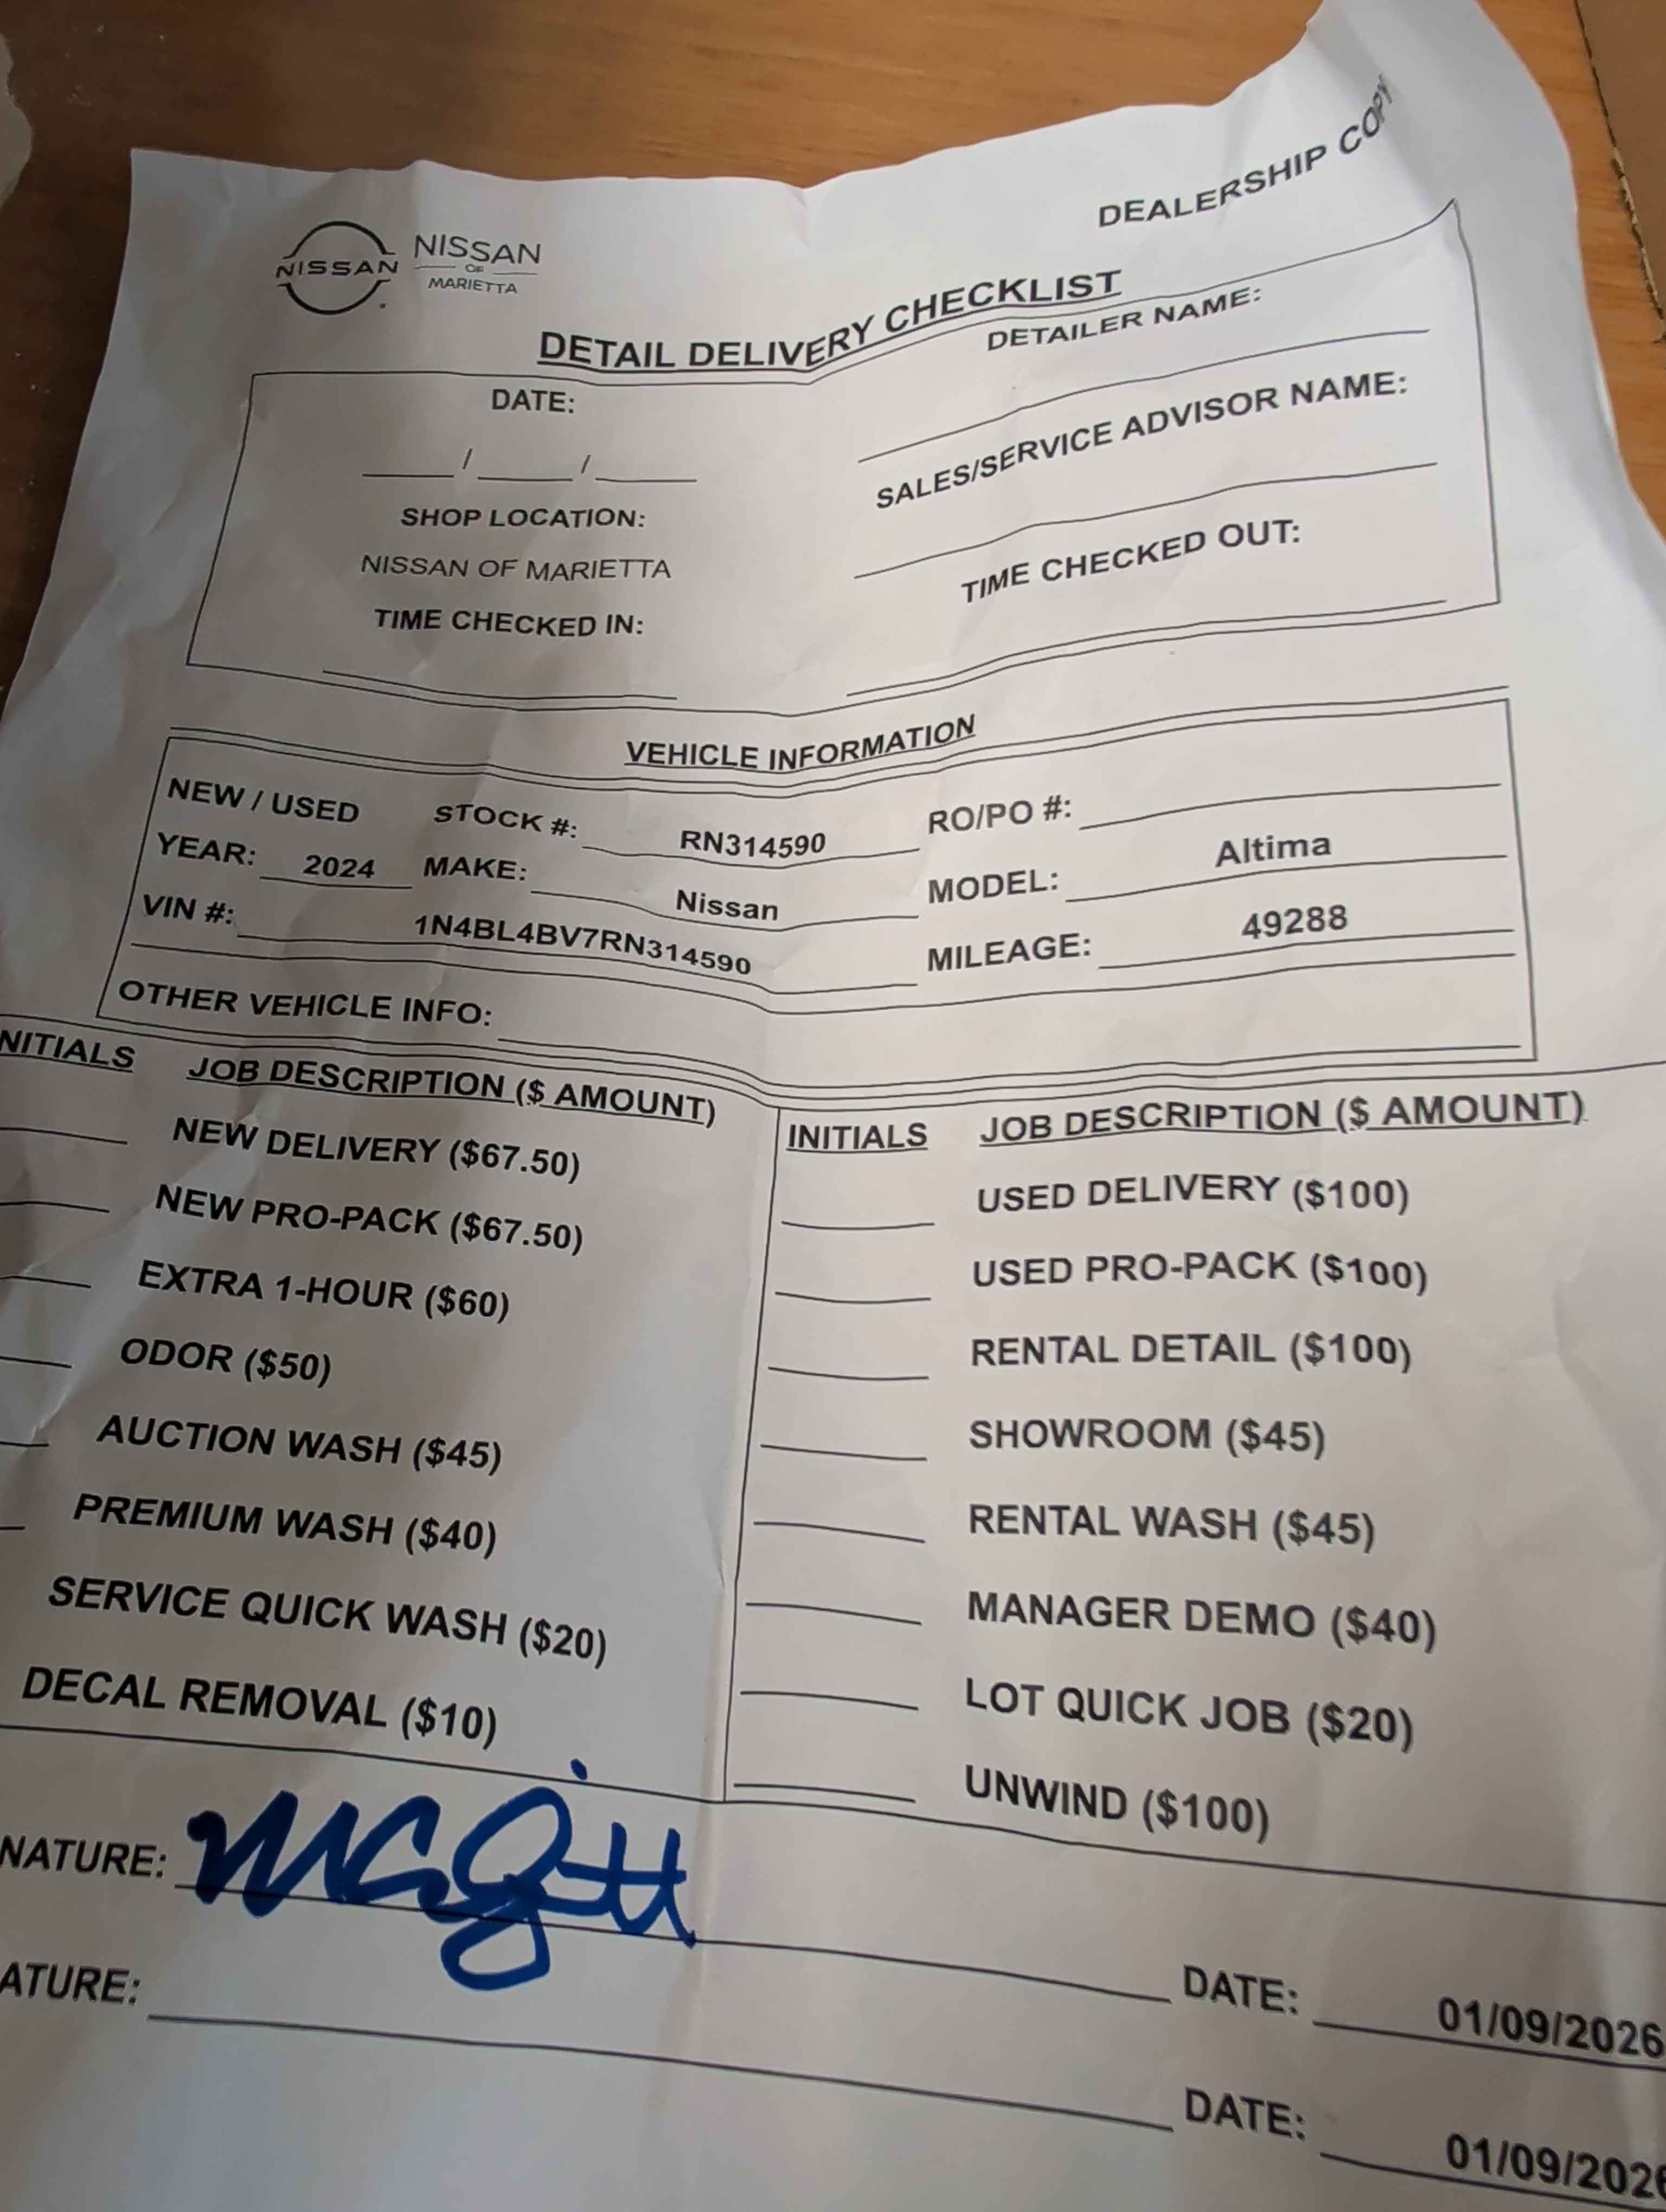 DEALERSHIP COPY
NISSAN
NISSAN
OF
MARIETTA
DETAIL DELIVERY CHECKLIST
DATE:
/ /
SHOP LOCATION:
NISSAN OF MARIETTA
TIME CHECKED IN:
DETAILER NAME:
SALES/SERVICE ADVISOR NAME:
TIME CHECKED OUT:
VEHICLE INFORMATION
NEW / USED STOCK #: RN314590 RO/PO #:
YEAR: 2024 MAKE: Nissan MODEL: Altima
VIN #: 1N4BL4BV7RN314590 MILEAGE: 49288
OTHER VEHICLE INFO:
NITIALS JOB DESCRIPTION ($ AMOUNT)
NEW DELIVERY ($67.50)
NEW PRO-PACK ($67.50)
EXTRA 1-HOUR ($60)
ODOR ($50)
AUCTION WASH ($45)
PREMIUM WASH ($40)
SERVICE QUICK WASH ($20)
DECAL REMOVAL ($10)
INITIALS JOB DESCRIPTION ($ AMOUNT)
USED DELIVERY ($100)
USED PRO-PACK ($100)
RENTAL DETAIL ($100)
SHOWROOM ($45)
RENTAL WASH ($45)
MANAGER DEMO ($40)
LOT QUICK JOB ($20)
UNWIND ($100)
NATURE: DATE: 01/09/2026
ATURE: DATE: 01/09/202